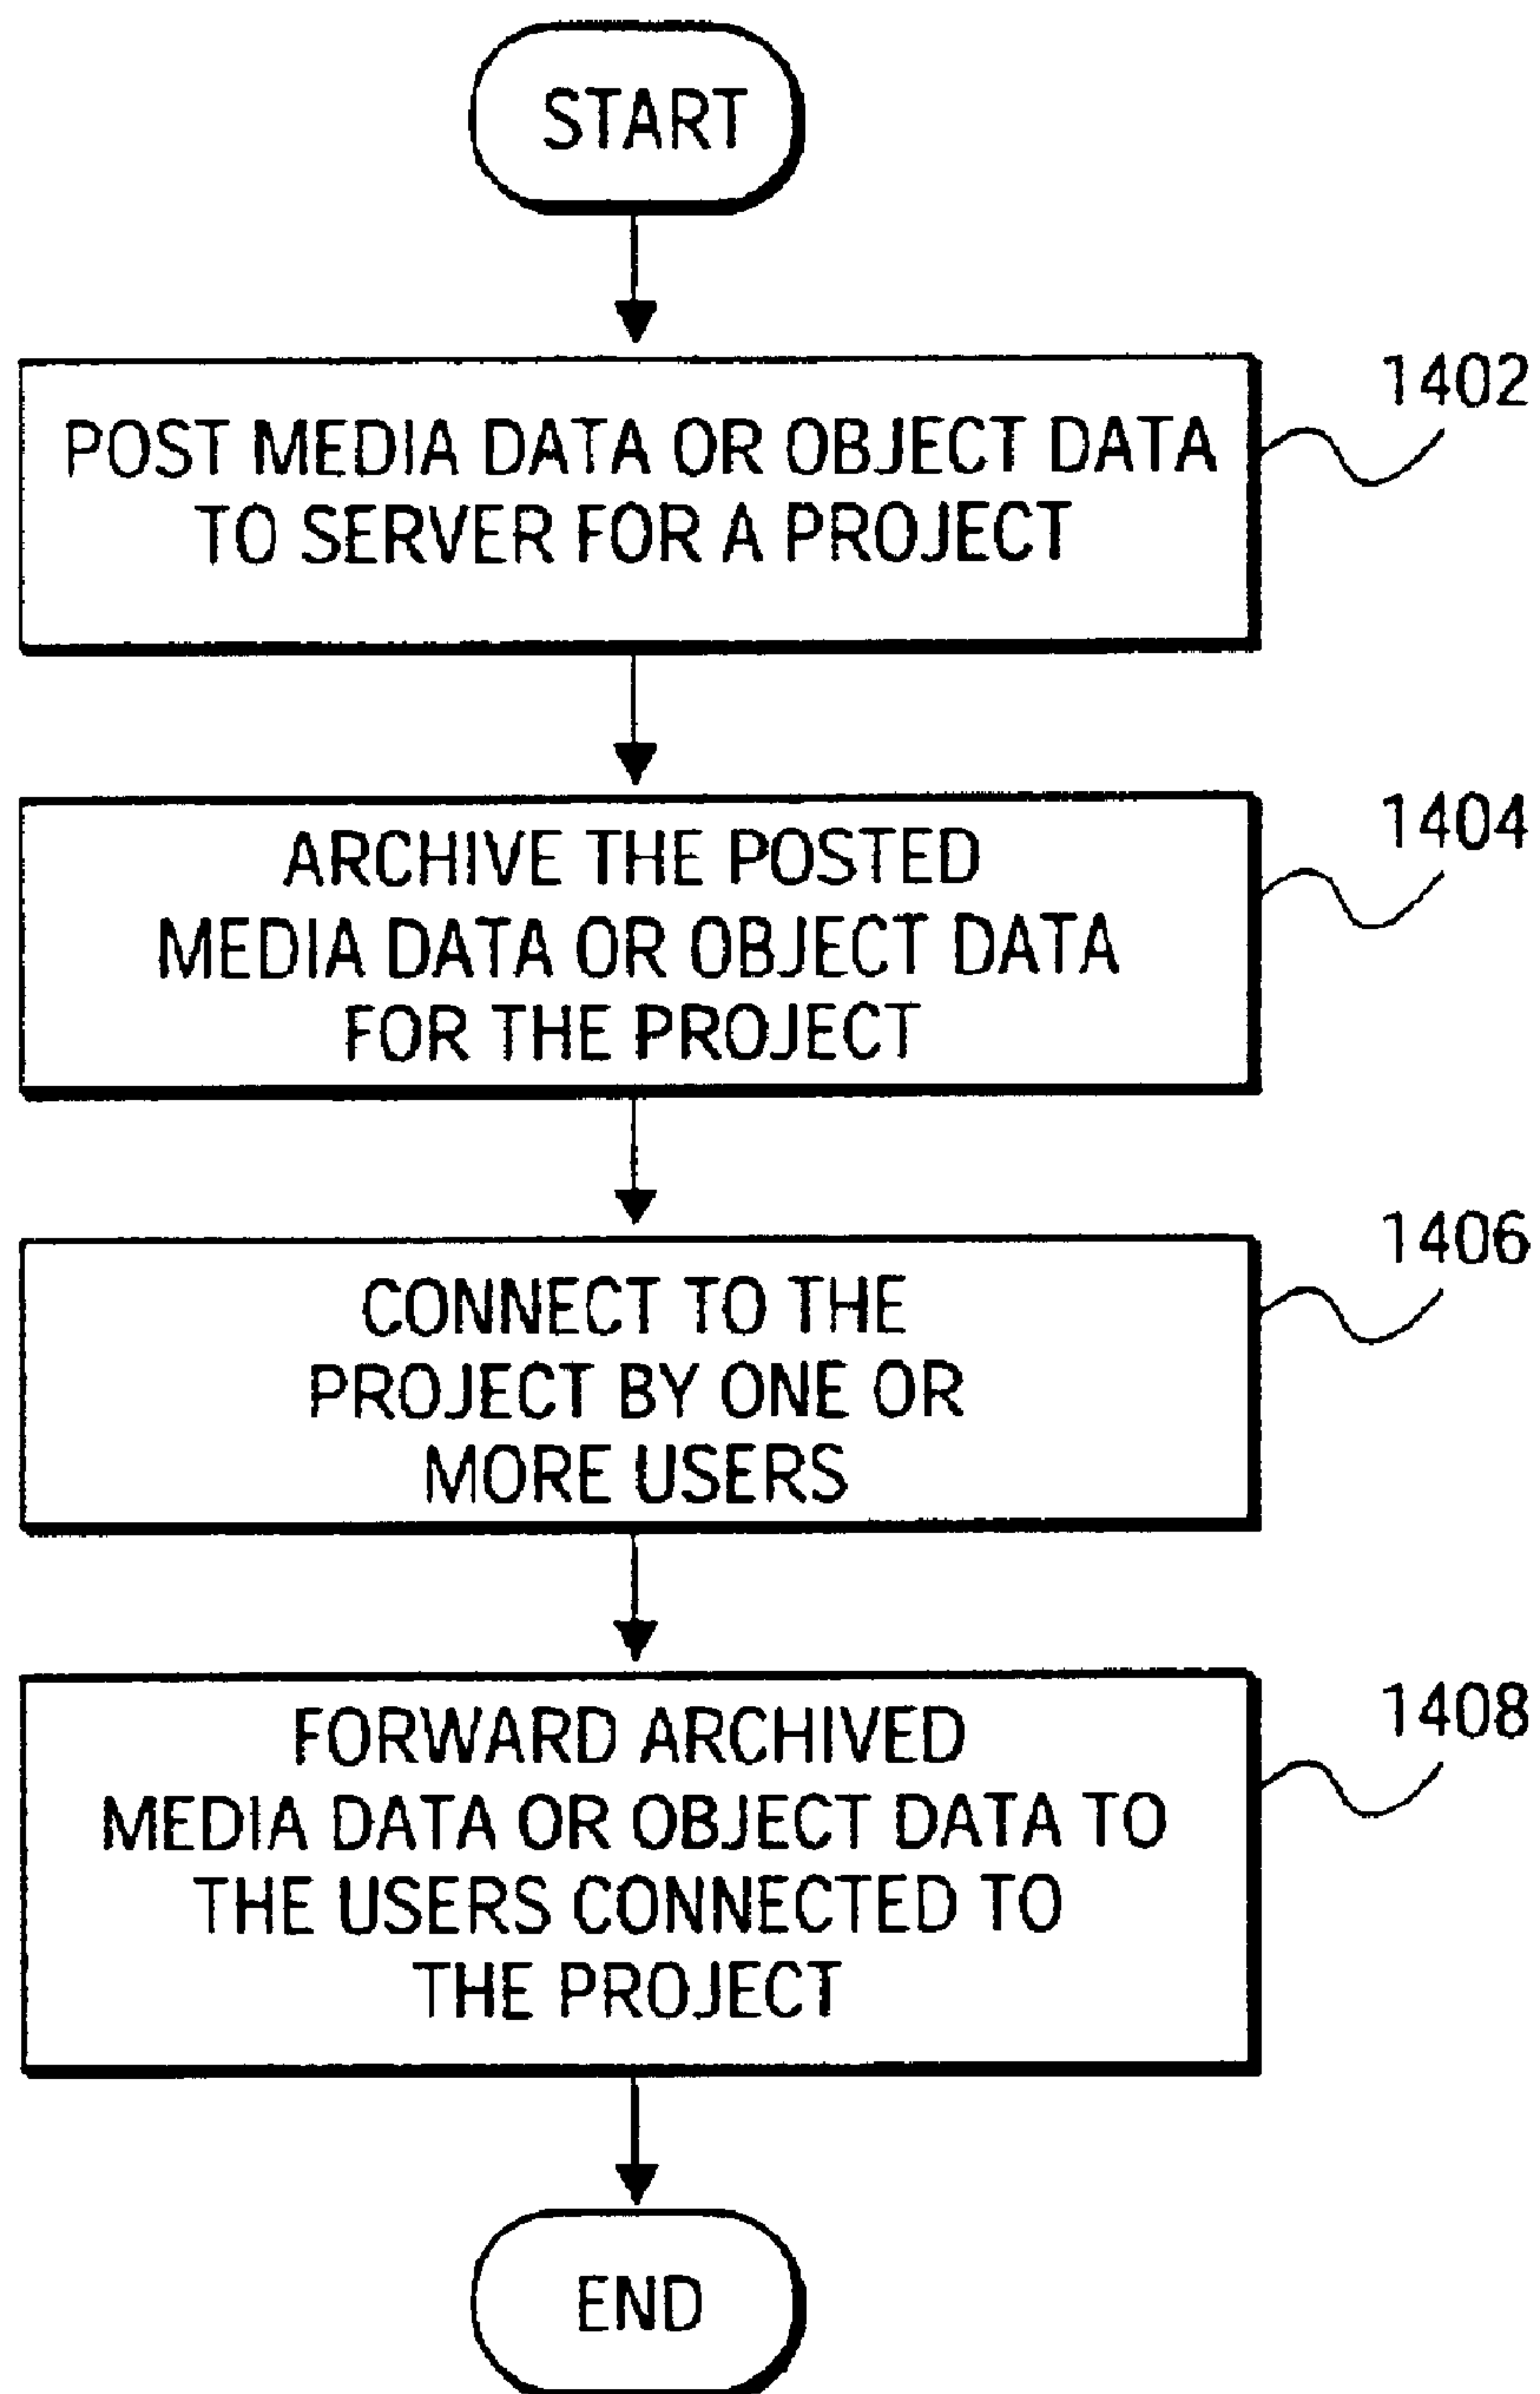 START
1402
POST MEDIA DATA OR OBJECT DATA
TO SERVER FOR A PROJECT
1404
ARCHIVE THE POSTED
MEDIA DATA OR OBJECT DATA
FOR THE PROJECT
1406
CONNECT TO THE
PROJECT BY ONE OR
MORE USERS
1408
FORWARD ARCHIVED
MEDIA DATA OR OBJECT DATA TO
THE USERS CONNECTED TO
THE PROJECT
END